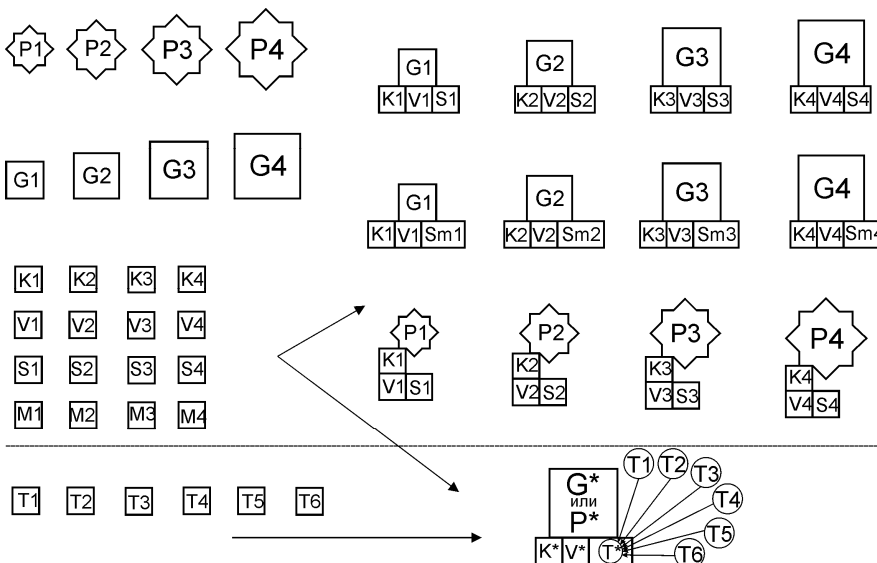 P1 P2 P3 P4
G1 G2 G3 G4
K1 V1 S1 K2 V2 S2 K3 V3 S3 K4 V4 S4
G1 G2 G3 G4
G1 G2 G3 G4
K1 V1 Sm1 K2 V2 Sm2 K3 V3 Sm3 K4 V4 Sm4
K1 K2 K3 K4
V1 V2 V3 V4
S1 S2 S3 S4
M1 M2 M3 M4
P1 P2 P3 P4
K1 K2 K3 K4
V1 S1 V2 S2 V3 S3 V4 S4
T1 T2 T3 T4 T5 T6
G*
или
P*
K* V* T*
T1 T2 T3
T4
T5
T6